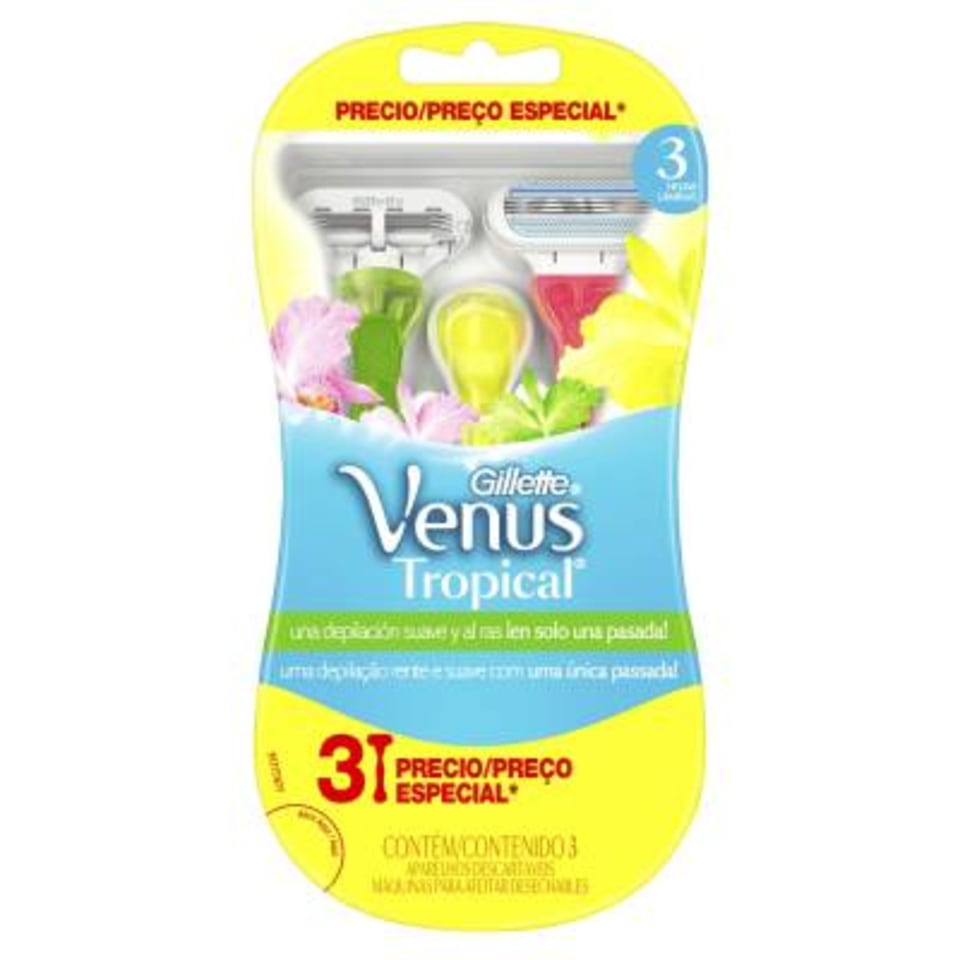 PRECIO/PREÇO ESPECIAL*
3
Gillette
Gillette®
Venus
Tropical®
una depilación suave y al ras ¡en solo una pasada!
uma depilação rente e suave com uma única passada!
3 PRECIO/PREÇO
ESPECIAL*
CONTÉM/CONTENIDO 3
APARELHOS DESCARTÁVEIS
MÁQUINAS PARA AFEITAR DESECHABLES